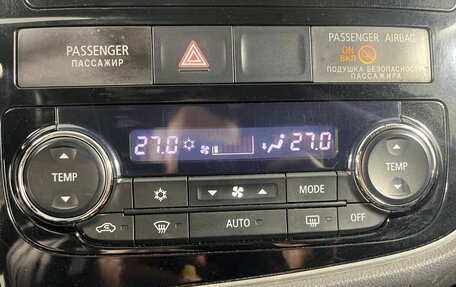 PASSENGER
ПАССАЖИР
PASSENGER AIRBAG
ON
ВКЛ
ПОДУШКА БЕЗОПАСНОСТИ
ПАССАЖИРА
27.0
27.0
TEMP
TEMP
MODE
AUTO
OFF